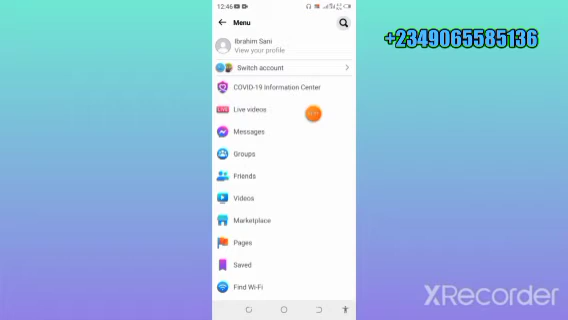 12:46
Menu
Ibrahim Sani
View your profile
Switch account
COVID-19 Information Center
LIVE Live videos
Messages
Groups
Friends
Videos
Marketplace
Pages
Saved
Find Wi-Fi
+2349065585136
XRecorder